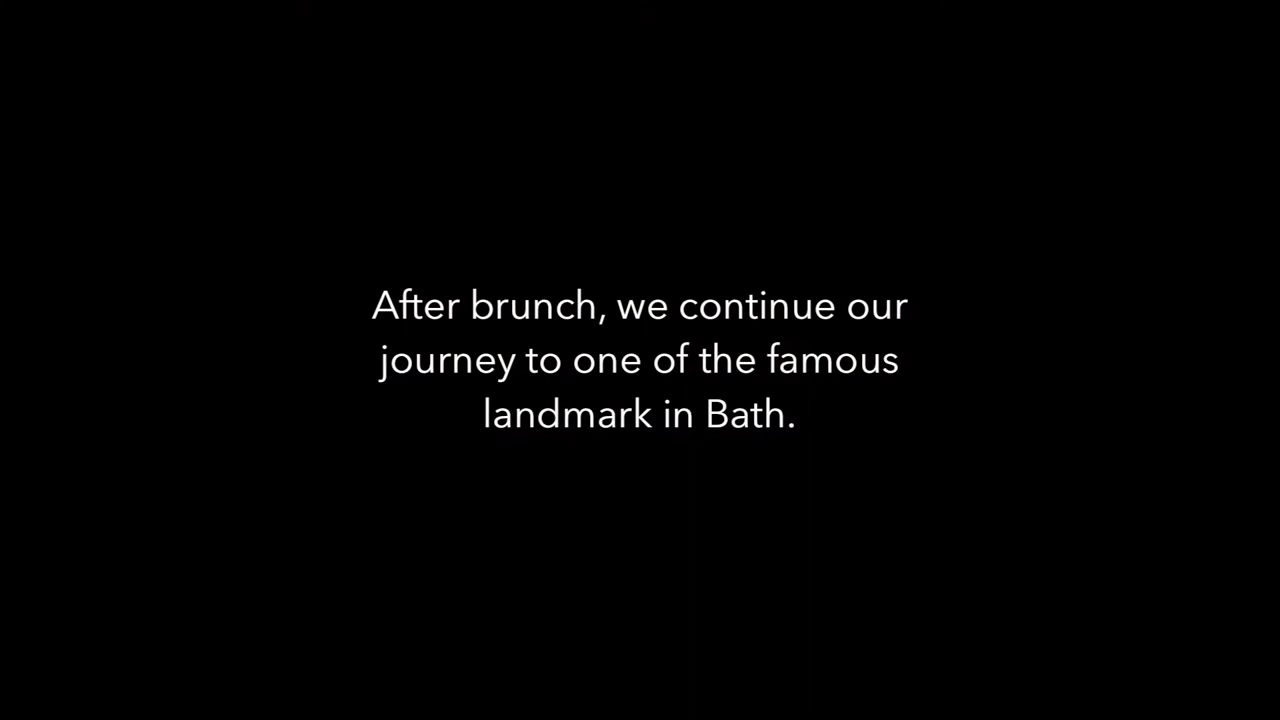 After brunch, we continue our
journey to one of the famous
landmark in Bath.